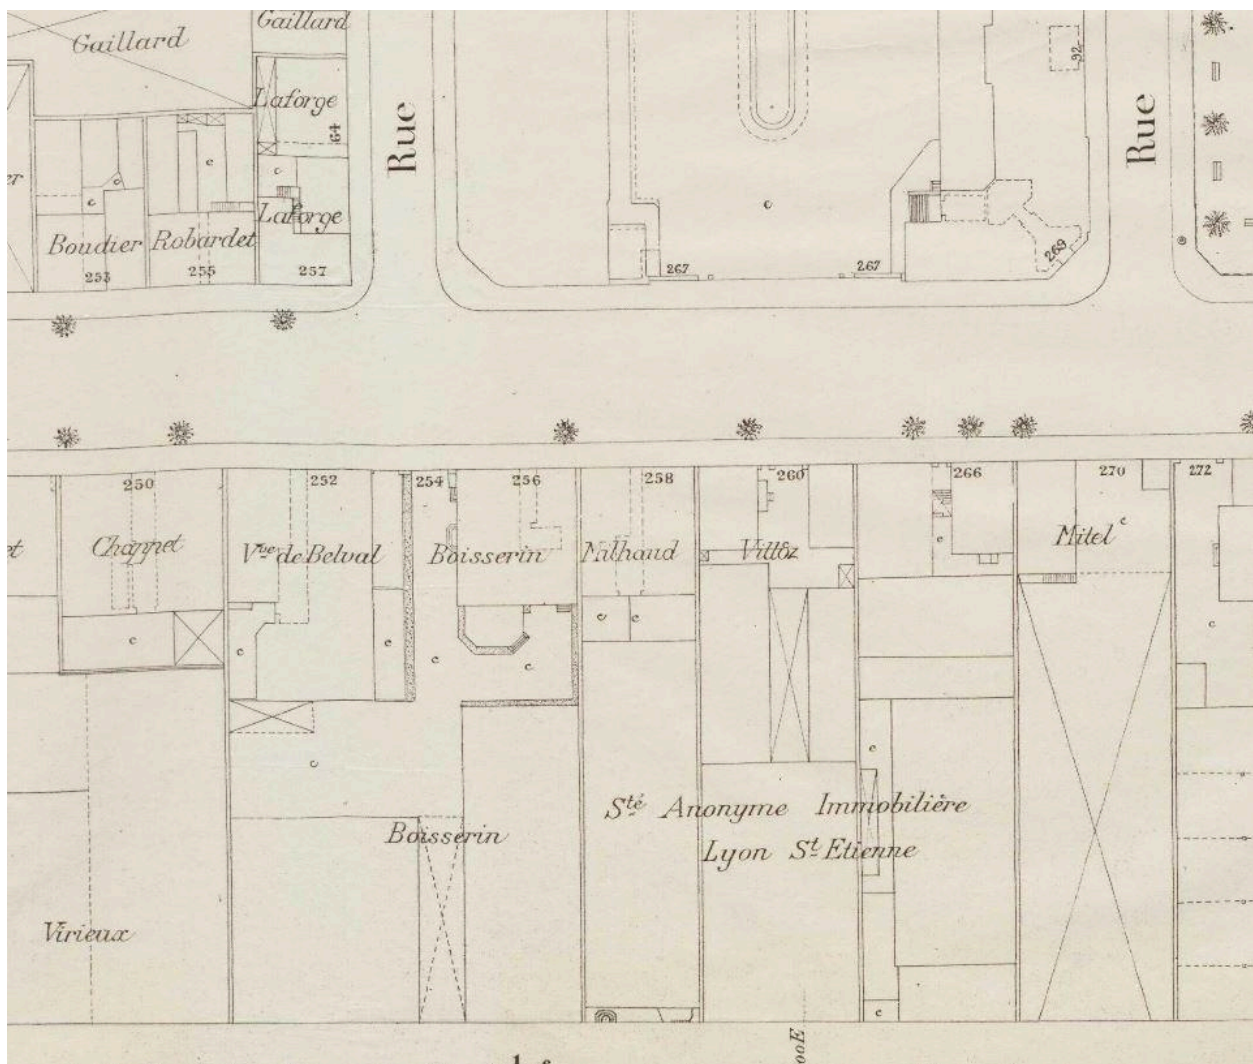 Gaillard
Gaillard
Laforge
64
Rue
92
Rue
c
c
c
c
Boudier
Robardet
Laforge
c
253
255
257
267
267
269
250
252
254
256
258
260
266
270
272
Chappet
Vve de Belval
Boisserin
Milhaud
Villoz
c
Mitel c
c
c
c
c
c
c
c
c
c
c
c
Sté Anonyme Immobilière
Lyon St Etienne
Boisserin
Virieux
c